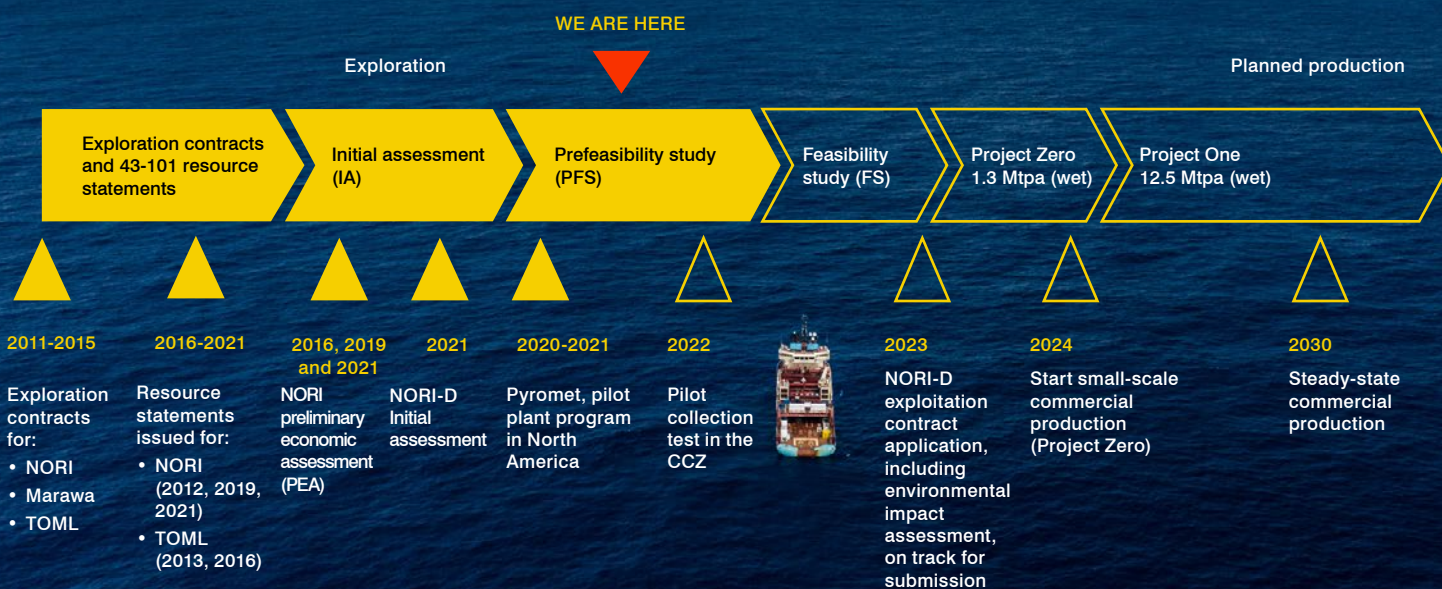 WE ARE HERE
Exploration
Planned production
Exploration contracts
and 43-101 resource
statements
Initial assessment
(IA)
Prefeasibility study
(PFS)
Feasibility
study (FS)
Project Zero
1.3 Mtpa (wet)
Project One
12.5 Mtpa (wet)
2011-2015
Exploration
contracts
for:
• NORI
• Marawa
• TOML
2016-2021
Resource
statements
issued for:
• NORI
(2012, 2019,
2021)
• TOML
(2013, 2016)
2016, 2019
and 2021
NORI
preliminary
economic
assessment
(PEA)
2021
NORI-D
Initial
assessment
2020-2021
Pyromet, pilot
plant program
in North
America
2022
Pilot
collection
test in the
CCZ
2023
NORI-D
exploitation
contract
application,
including
environmental
impact
assessment,
on track for
submission
2024
Start small-scale
commercial
production
(Project Zero)
2030
Steady-state
commercial
production